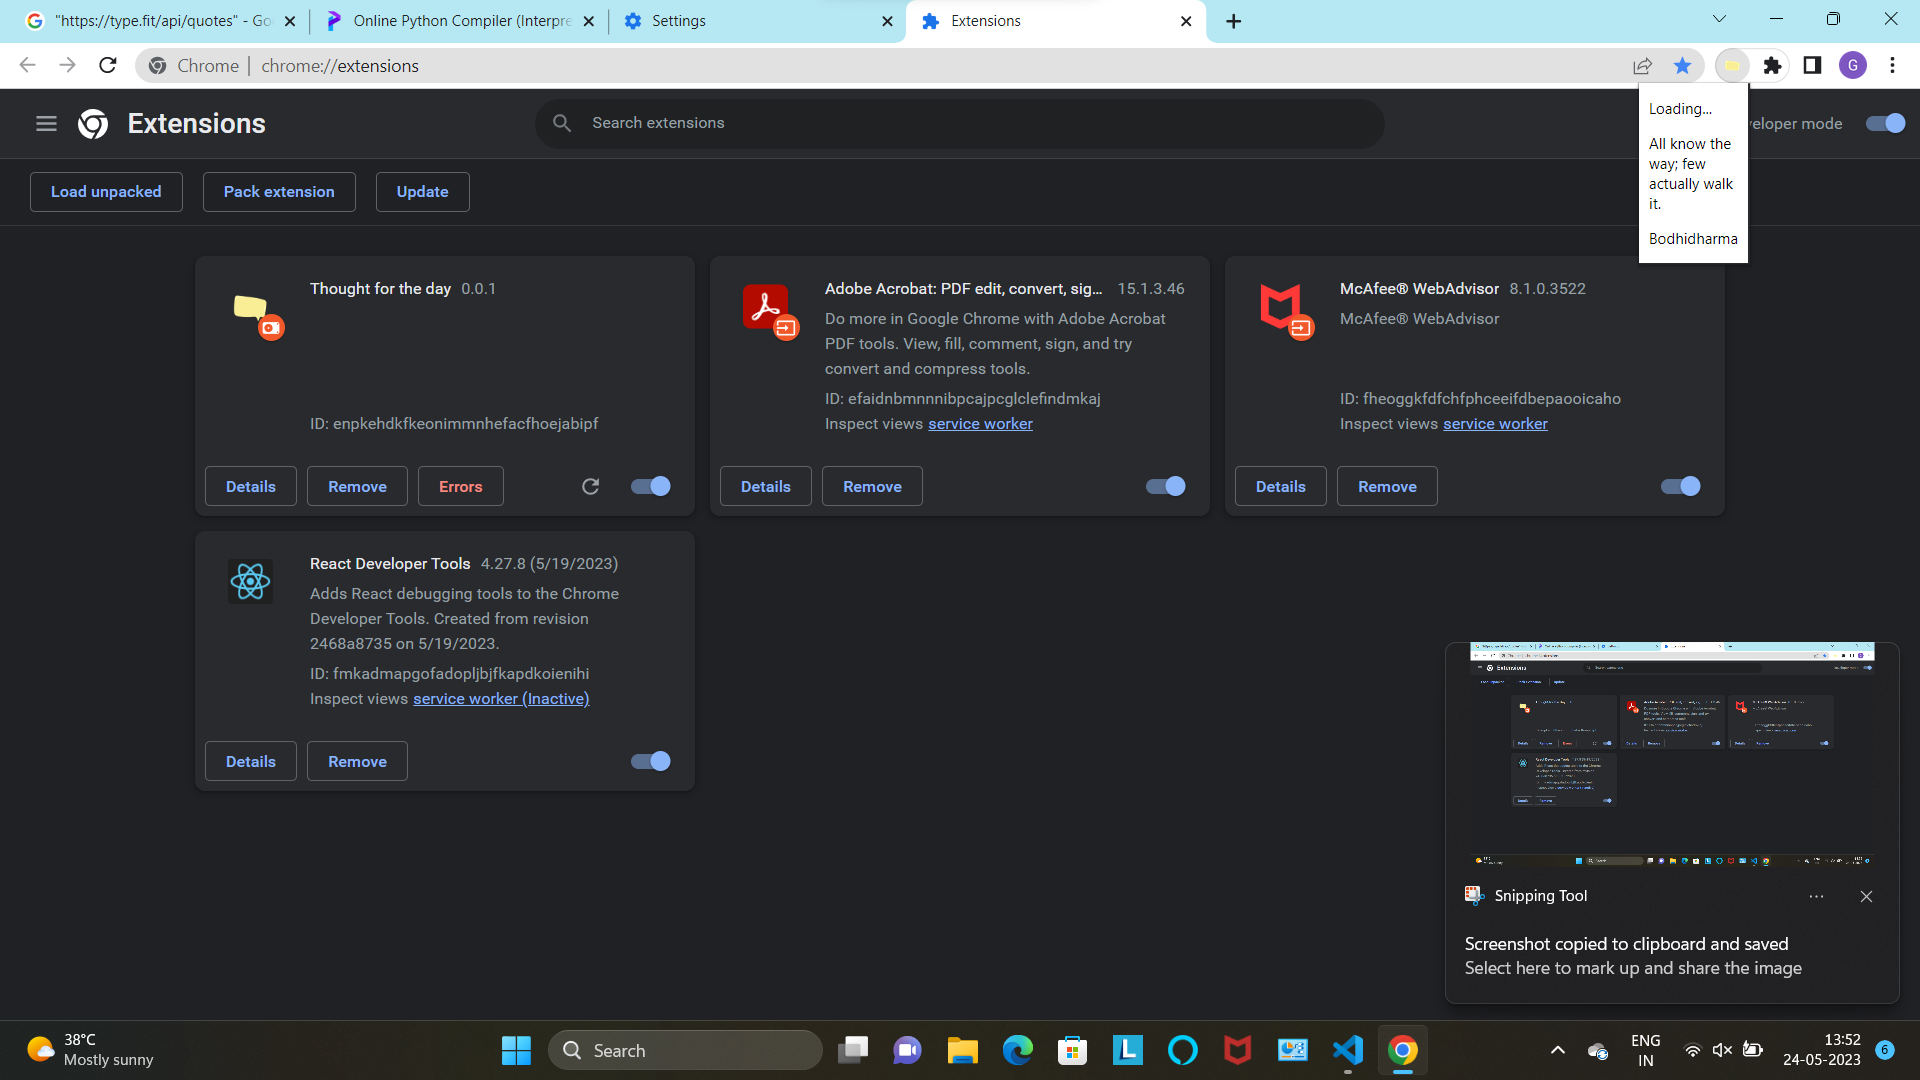 "https://type.fit/api/quotes" - Go
Online Python Compiler (Interpre
Settings
Extensions
Chrome
chrome://extensions
G
Extensions
Search extensions
veloper mode
Loading...
All know the
way; few
actually walk
it.
Bodhidharma
Load unpacked
Pack extension
Update
Thought for the day 0.0.1
ID: enpkehdkfkeonimmnhefacfhoejabipf
Details
Remove
Errors
Adobe Acrobat: PDF edit, convert, sig... 15.1.3.46
Do more in Google Chrome with Adobe Acrobat
PDF tools. View, fill, comment, sign, and try
convert and compress tools.
ID: efaidnbmnnnibpcajpcglclefindmkaj
Inspect views service worker
Details
Remove
McAfee® WebAdvisor 8.1.0.3522
McAfee® WebAdvisor
ID: fheoggkfdfchfphceeifdbepaooicaho
Inspect views service worker
Details
Remove
React Developer Tools 4.27.8 (5/19/2023)
Adds React debugging tools to the Chrome
Developer Tools. Created from revision
2468a8735 on 5/19/2023.
ID: fmkadmapgofadopljbjfkapdkoienihi
Inspect views service worker (Inactive)
Details
Remove
Extensions
Snipping Tool
Screenshot copied to clipboard and saved
Select here to mark up and share the image
38°C
Mostly sunny
Search
L
ENG
IN
13:52
24-05-2023
6